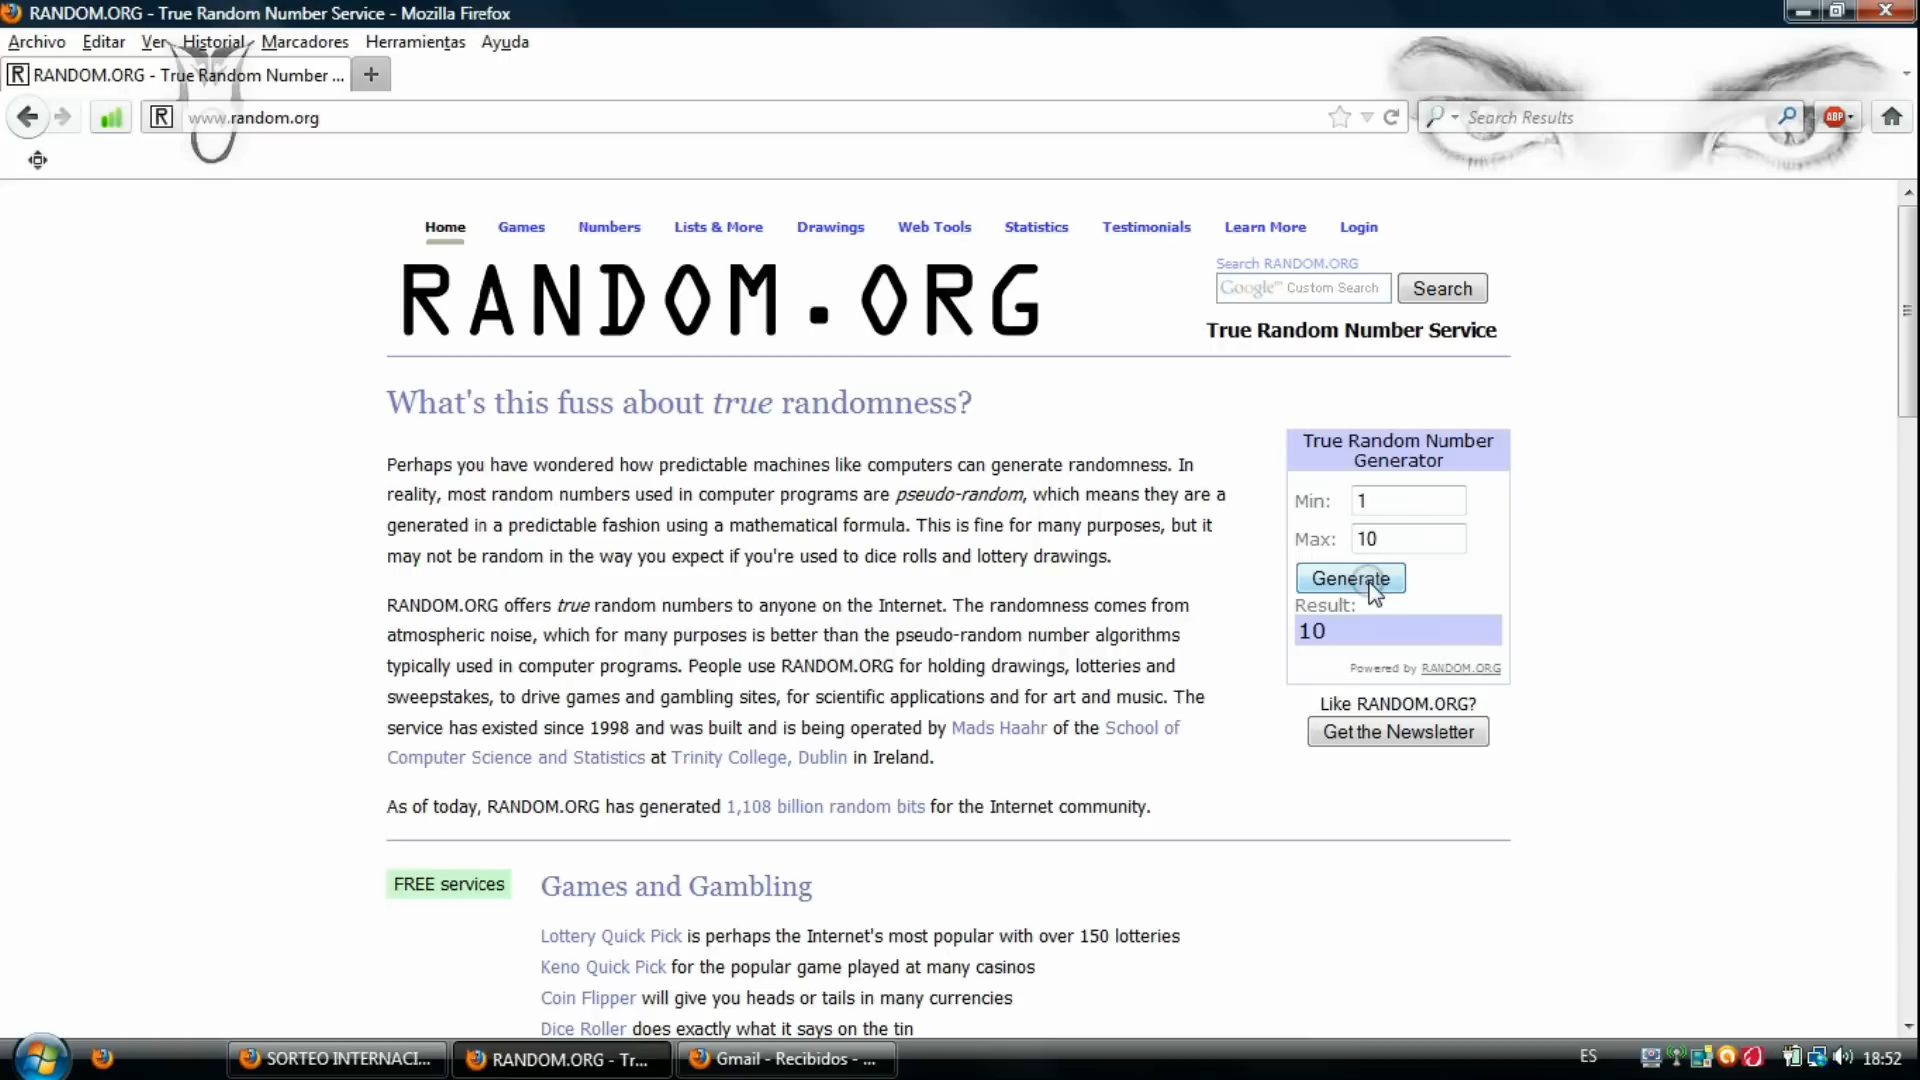 RANDOM.ORG - True Random Number Service - Mozilla Firefox
Archivo Editar Ver Historial Marcadores Herramientas Ayuda
R RANDOM.ORG - True Random Number ... +
R www.random.org Search Results ABP
Home Games Numbers Lists & More Drawings Web Tools Statistics Testimonials Learn More Login
RANDOM.ORG
Search RANDOM.ORG
Google™ Custom Search Search
True Random Number Service
What's this fuss about true randomness?
Perhaps you have wondered how predictable machines like computers can generate randomness. In
reality, most random numbers used in computer programs are pseudo-random, which means they are a
generated in a predictable fashion using a mathematical formula. This is fine for many purposes, but it
may not be random in the way you expect if you're used to dice rolls and lottery drawings.
RANDOM.ORG offers true random numbers to anyone on the Internet. The randomness comes from
atmospheric noise, which for many purposes is better than the pseudo-random number algorithms
typically used in computer programs. People use RANDOM.ORG for holding drawings, lotteries and
sweepstakes, to drive games and gambling sites, for scientific applications and for art and music. The
service has existed since 1998 and was built and is being operated by Mads Haahr of the School of
Computer Science and Statistics at Trinity College, Dublin in Ireland.
As of today, RANDOM.ORG has generated 1,108 billion random bits for the Internet community.
True Random Number
Generator
Min: 1
Max: 10
Generate
Result:
10
Powered by RANDOM.ORG
Like RANDOM.ORG?
Get the Newsletter
FREE services
Games and Gambling
Lottery Quick Pick is perhaps the Internet's most popular with over 150 lotteries
Keno Quick Pick for the popular game played at many casinos
Coin Flipper will give you heads or tails in many currencies
Dice Roller does exactly what it says on the tin
SORTEO INTERNACI... RANDOM.ORG - Tr... Gmail - Recibidos - ... ES 18:52